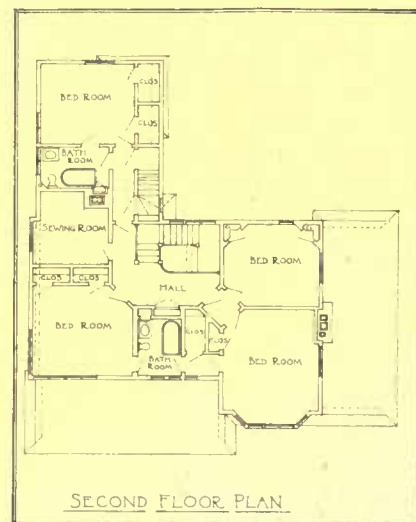 CLOS
BED ROOM
CLOS
BATH
ROOM
SEWING ROOM
CLOS CLOS
HALL
BED ROOM
BED ROOM
BATH
ROOM
CLOS
CLOS
BED ROOM
SECOND FLOOR PLAN